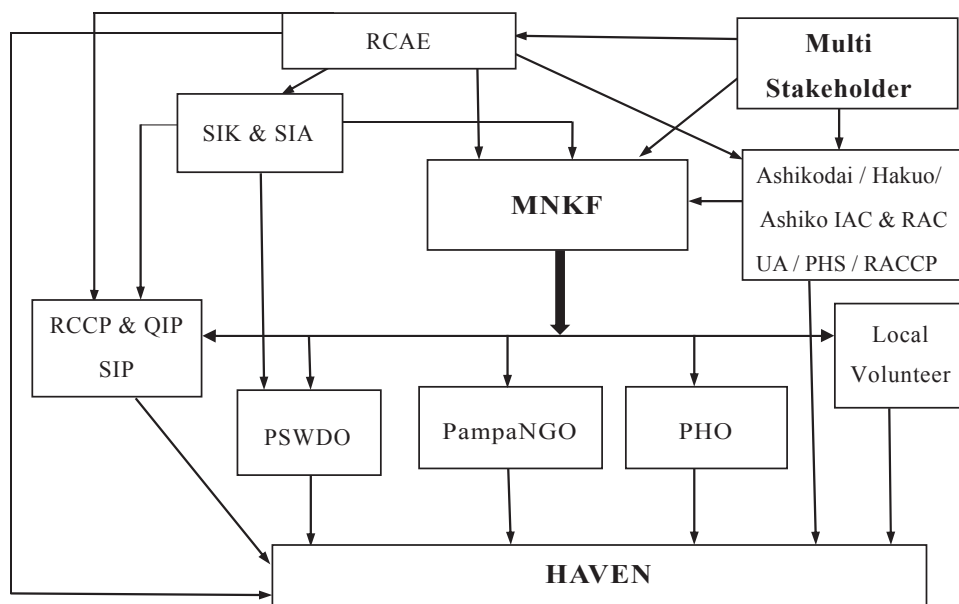 RCAE
Multi
Stakeholder
SIK & SIA
MNKF
Ashikodai / Hakuo/
Ashiko IAC & RAC
UA / PHS / RACCP
RCCP & QIP
SIP
Local
Volunteer
PSWDO
PampaNGO
PHO
HAVEN